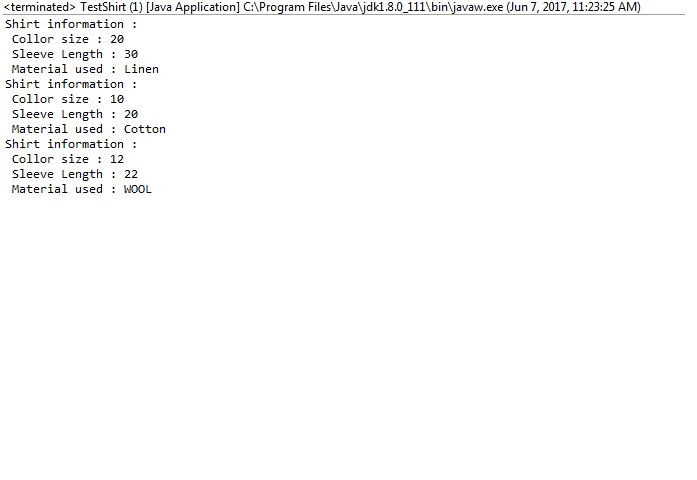 <terminated> TestShirt (1) [Java Application] C:\Program Files\Java\jdk1.8.0_111\bin\javaw.exe (Jun 7, 2017, 11:23:25 AM)
Shirt information :
 Collor size : 20
 Sleeve Length : 30
 Material used : Linen
Shirt information :
 Collor size : 10
 Sleeve Length : 20
 Material used : Cotton
Shirt information :
 Collor size : 12
 Sleeve Length : 22
 Material used : WOOL